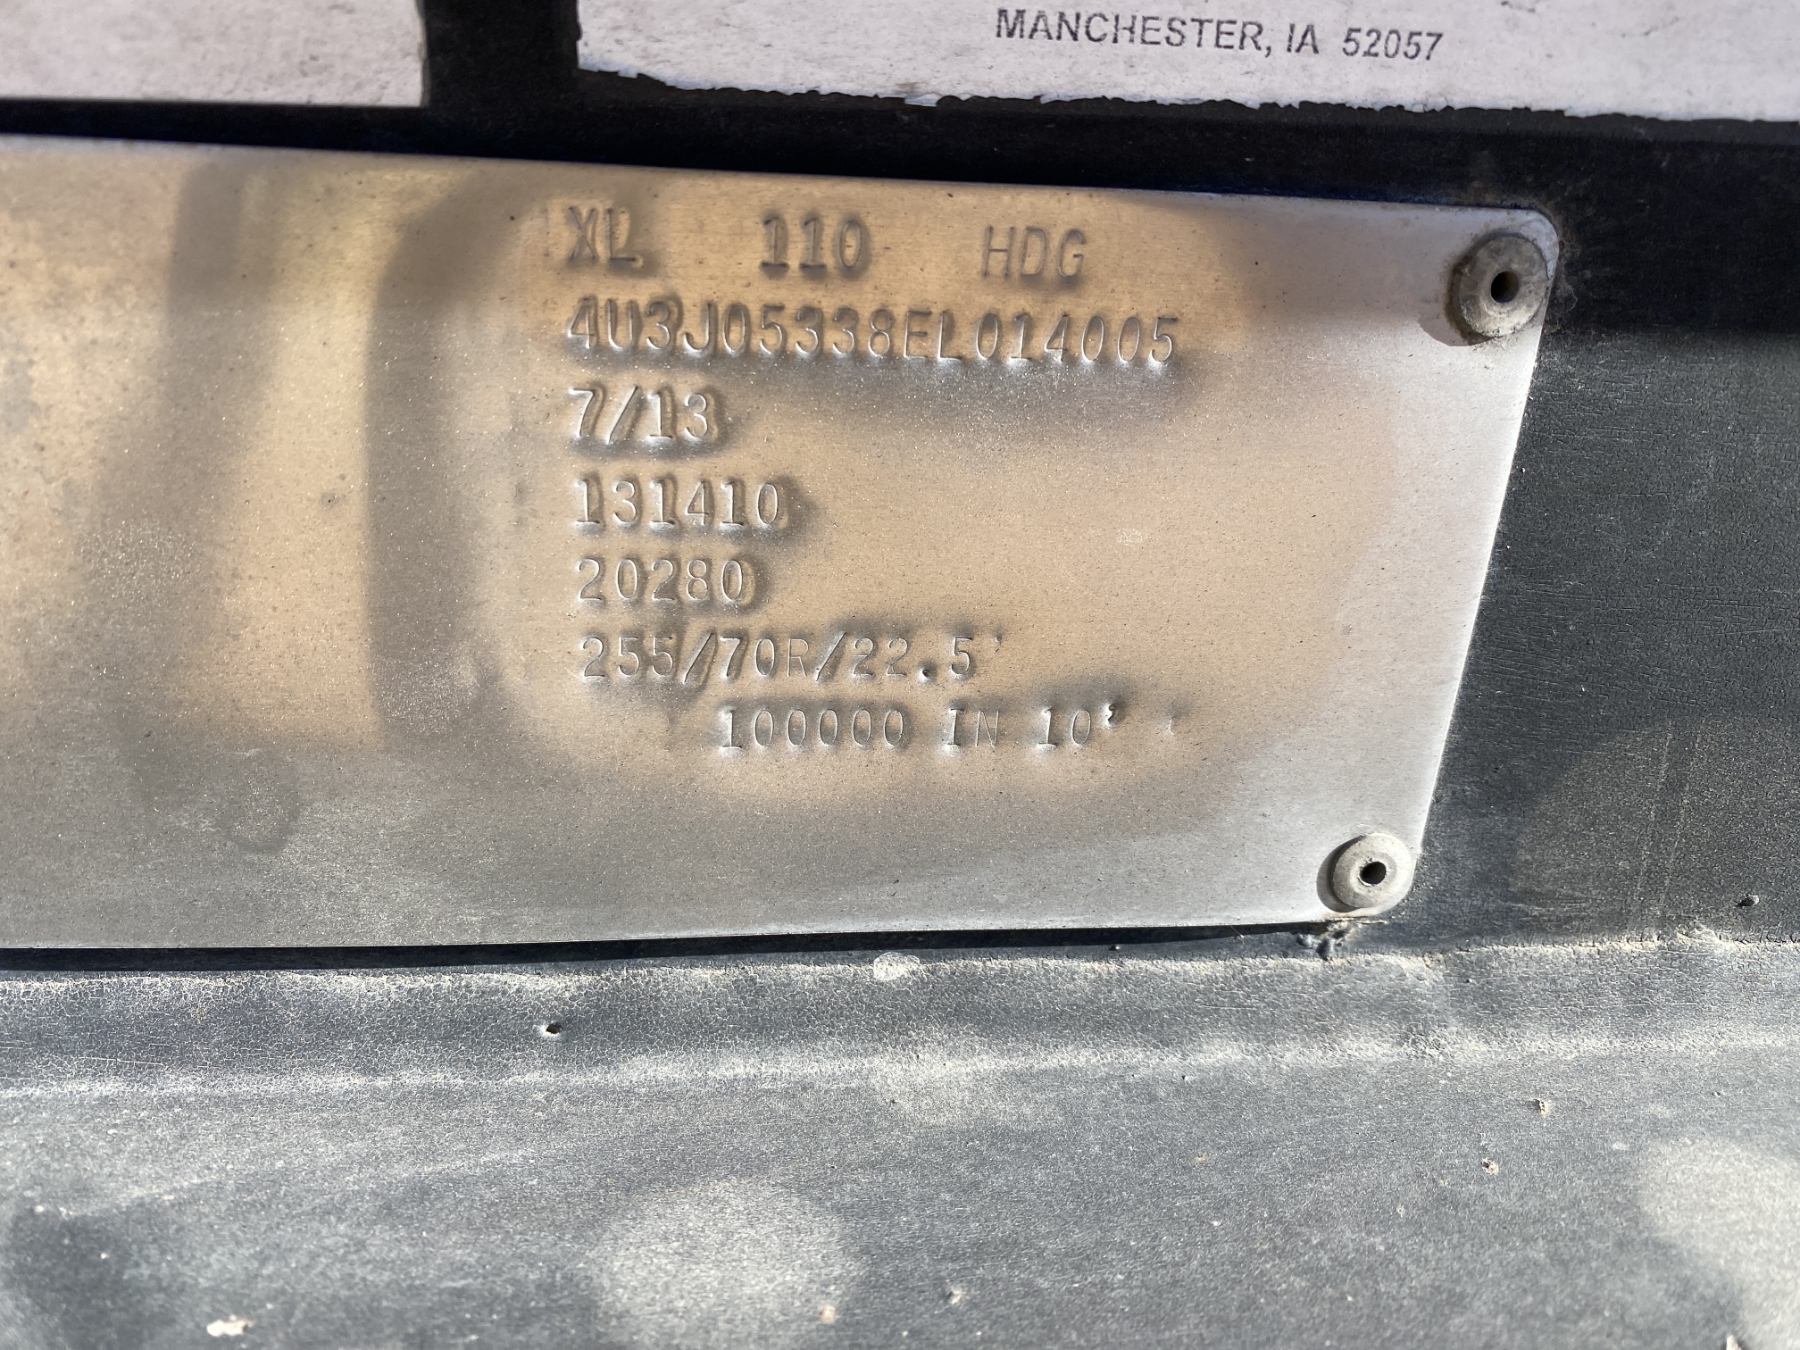 MANCHESTER, IA 52057
XL 110 HDG
4U3J05338EL014005
7/13
131410
20280
255/70R/22.5'
100000 IN 10' '